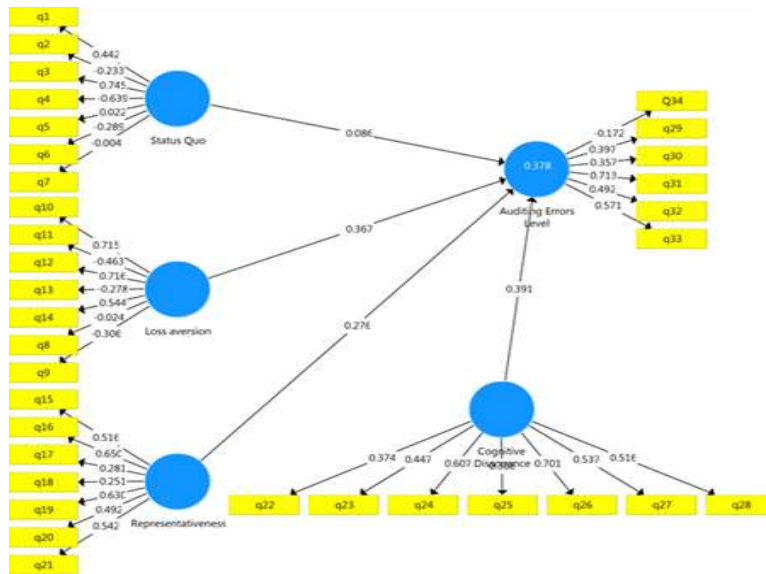 q1
q2
q3
q4
q5
q6
q7
0.442
-0.233
0.745
-0.639
0.022
-0.289
-0.004
Status Quo
0.086
q10
q11
q12
q13
q14
q8
q9
0.715
-0.463
0.716
-0.278
0.544
-0.024
-0.306
Loss aversion
0.367
q15
q16
q17
q18
q19
q20
q21
0.516
0.650
0.281
0.251
0.630
0.492
0.542
Representativeness
0.276
0.378
Auditing Errors
Level
Q34
q29
q30
q31
q32
q33
-0.172
0.397
0.357
0.713
0.492
0.571
0.391
Cognitive
0.374
0.447
0.607
0.701
0.537
0.516
q22
q23
q24
q25
q26
q27
q28